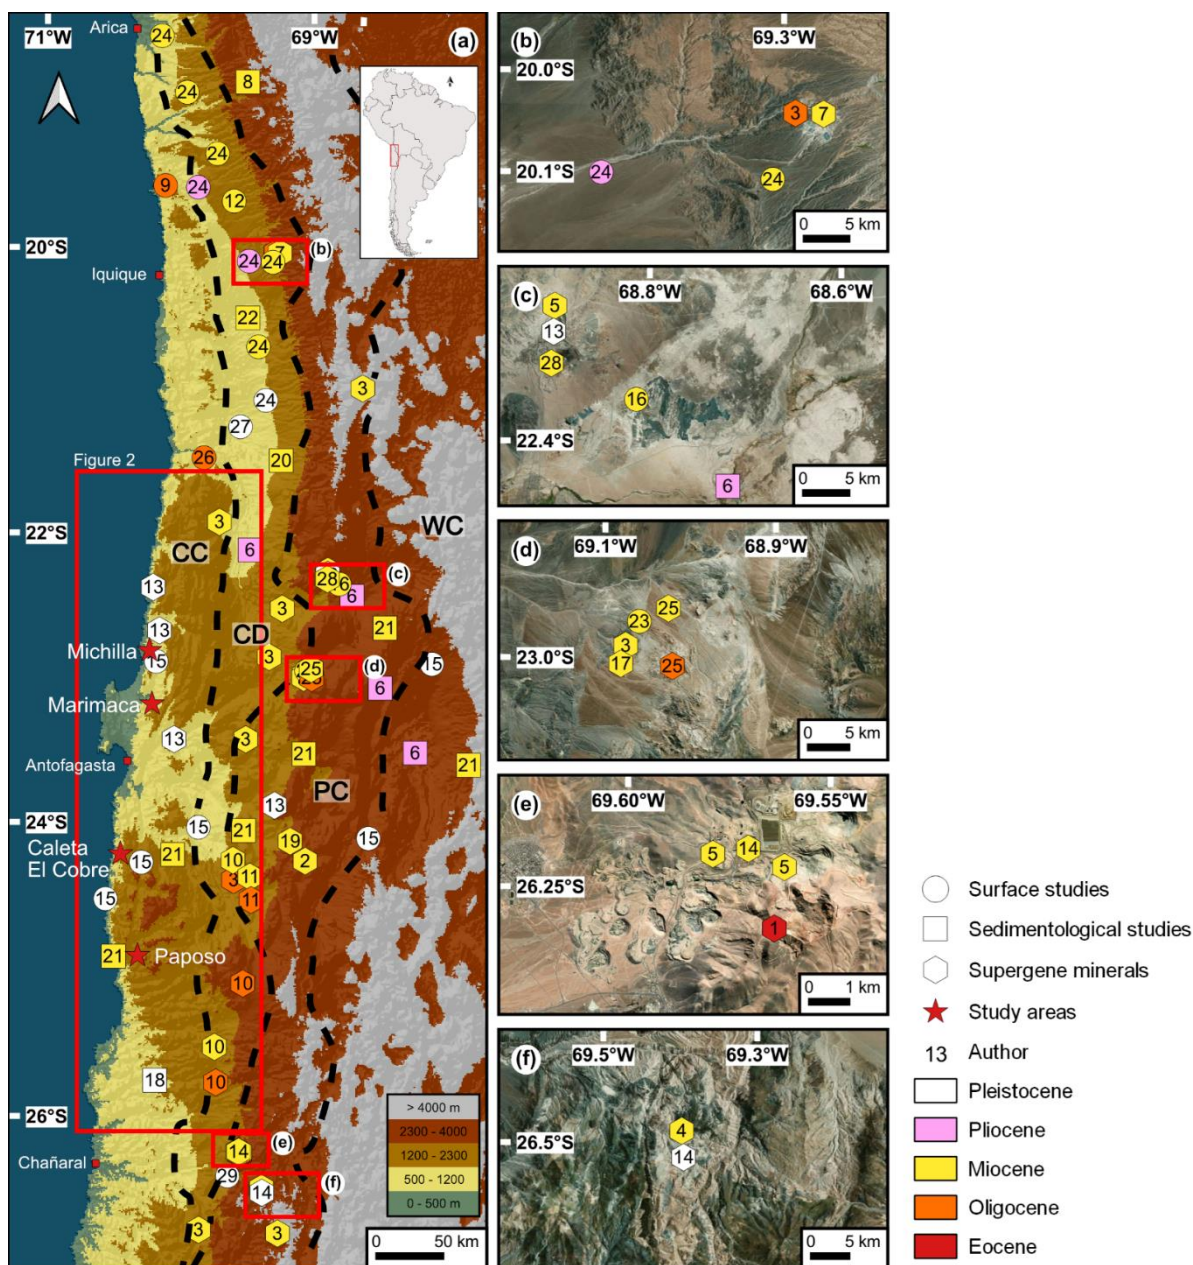 71°W
69°W
(a)
Arica
24
8
24
24
9
24
12
20°S
7
(b)
24
24
Iquique
22
24
3
24
27
26
20
Figure 2
3
WC
22°S
6
CC
(c)
28
6
13
6
3
CD
21
13
Michilla
15
3
15
25
(d)
6
Marimaca
13
3
21
6
21
Antofagasta
PC
13
24°S
15
21
15
Caleta
El Cobre
15
21
10
19
2
3
11
15
11
21
Paposo
10
10
18
10
26°S
14
(e)
Chañaral
29
14
(f)
3
3
> 4000 m
2300 - 4000
1200 - 2300
500 - 1200
0 - 500 m
0 50 km
(b)
69.3°W
20.0°S
3
7
20.1°S
24
24
0 5 km
(c)
68.8°W
68.6°W
5
13
28
16
22.4°S
6
0 5 km
(d)
69.1°W
68.9°W
25
23
3
17
25
23.0°S
0 5 km
(e)
69.60°W
69.55°W
5
14
5
26.25°S
1
0 1 km
(f)
69.5°W
69.3°W
4
26.5°S
14
0 5 km
Surface studies
Sedimentological studies
Supergene minerals
Study areas
13 Author
Pleistocene
Pliocene
Miocene
Oligocene
Eocene